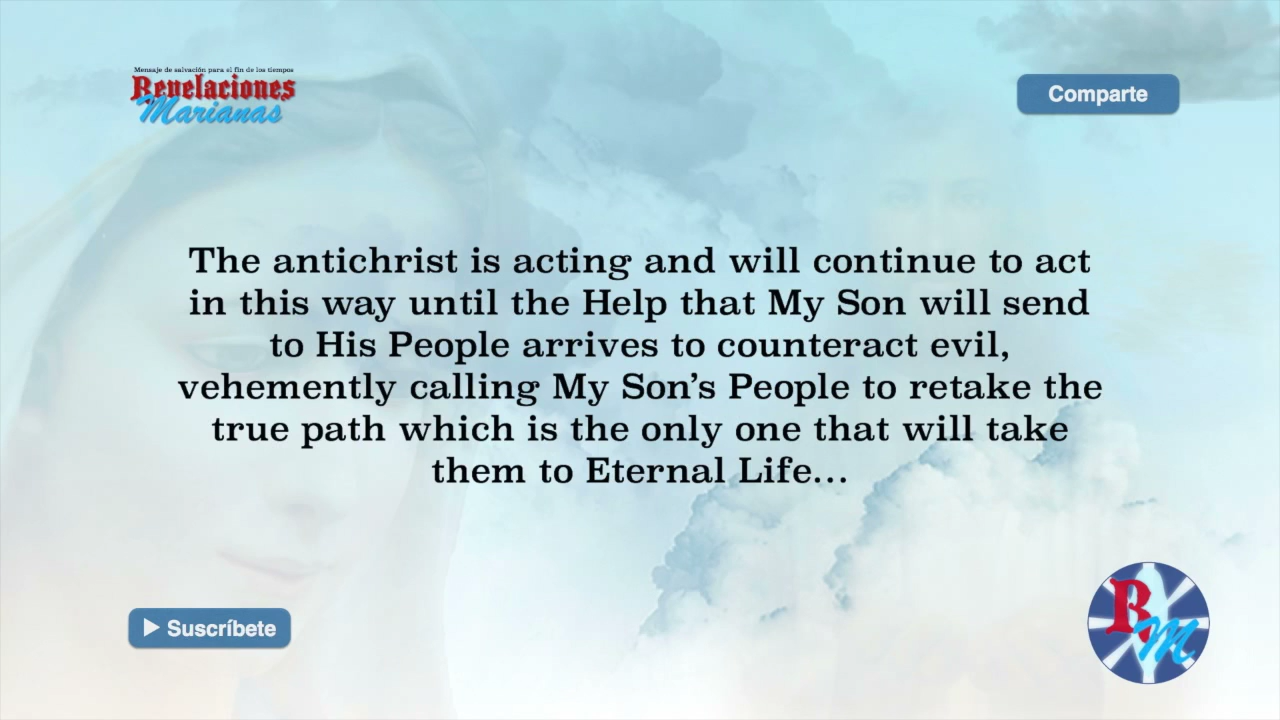 Mensaje de salvación para el fin de los tiempos
Revelaciones
Marianas
Comparte
The antichrist is acting and will continue to act
in this way until the Help that My Son will send
to His People arrives to counteract evil,
vehemently calling My Son’s People to retake the
true path which is the only one that will take
them to Eternal Life...
Suscríbete
RM